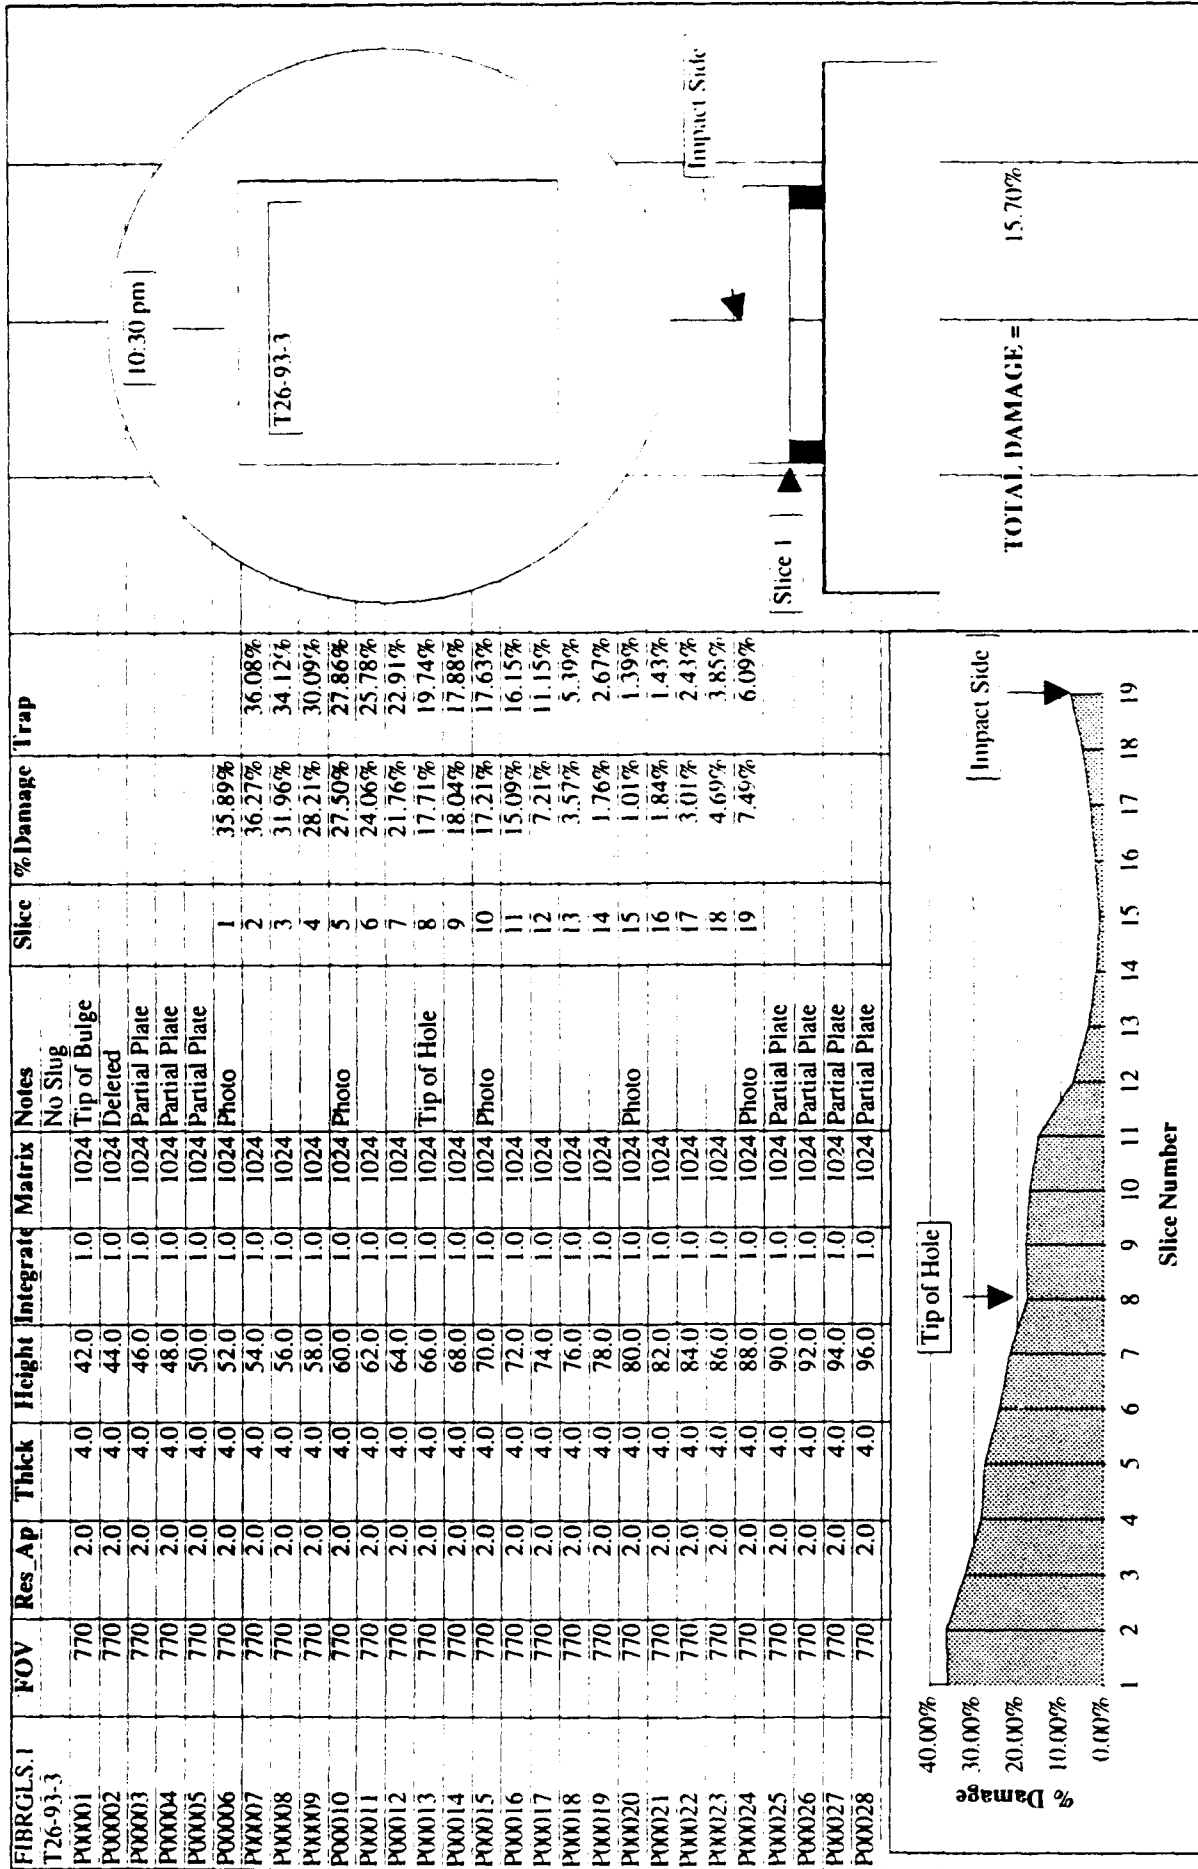 FIBRGLS.1 FOV Res_Ap Thick Height Integrate Matrix Notes Slice %Damage Trap
T26-93-3 No Slug
P00001 770 2.0 4.0 42.0 1.0 1024 Tip of Bulge
P00002 770 2.0 4.0 44.0 1.0 1024 Deleted
P00003 770 2.0 4.0 46.0 1.0 1024 Partial Plate
P00004 770 2.0 4.0 48.0 1.0 1024 Partial Plate
P00005 770 2.0 4.0 50.0 1.0 1024 Partial Plate
P00006 770 2.0 4.0 52.0 1.0 1024 Photo 1 35.89%
P00007 770 2.0 4.0 54.0 1.0 1024 2 36.27% 36.08%
P00008 770 2.0 4.0 56.0 1.0 1024 3 31.96% 34.12%
P00009 770 2.0 4.0 58.0 1.0 1024 4 28.21% 30.09%
P00010 770 2.0 4.0 60.0 1.0 1024 Photo 5 27.50% 27.86%
P00011 770 2.0 4.0 62.0 1.0 1024 6 24.06% 25.78%
P00012 770 2.0 4.0 64.0 1.0 1024 7 21.76% 22.91%
P00013 770 2.0 4.0 66.0 1.0 1024 Tip of Hole 8 17.71% 19.74%
P00014 770 2.0 4.0 68.0 1.0 1024 9 18.04% 17.88%
P00015 770 2.0 4.0 70.0 1.0 1024 Photo 10 17.21% 17.63%
P00016 770 2.0 4.0 72.0 1.0 1024 11 15.09% 16.15%
P00017 770 2.0 4.0 74.0 1.0 1024 12 7.21% 11.15%
P00018 770 2.0 4.0 76.0 1.0 1024 13 3.57% 5.39%
P00019 770 2.0 4.0 78.0 1.0 1024 14 1.76% 2.67%
P00020 770 2.0 4.0 80.0 1.0 1024 Photo 15 1.01% 1.39%
P00021 770 2.0 4.0 82.0 1.0 1024 16 1.84% 1.43%
P00022 770 2.0 4.0 84.0 1.0 1024 17 3.01% 2.43%
P00023 770 2.0 4.0 86.0 1.0 1024 18 4.69% 3.85%
P00024 770 2.0 4.0 88.0 1.0 1024 Photo 19 7.49% 6.09%
P00025 770 2.0 4.0 90.0 1.0 1024 Partial Plate
P00026 770 2.0 4.0 92.0 1.0 1024 Partial Plate
P00027 770 2.0 4.0 94.0 1.0 1024 Partial Plate
P00028 770 2.0 4.0 96.0 1.0 1024 Partial Plate
10:30 pm
T26-93-3
Impact Side
Slice 1
TOTAL DAMAGE = 15.70%
% Damage
40.00%
30.00%
20.00%
10.00%
0.00%
Tip of Hole
Impact Side
1 2 3 4 5 6 7 8 9 10 11 12 13 14 15 16 17 18 19
Slice Number